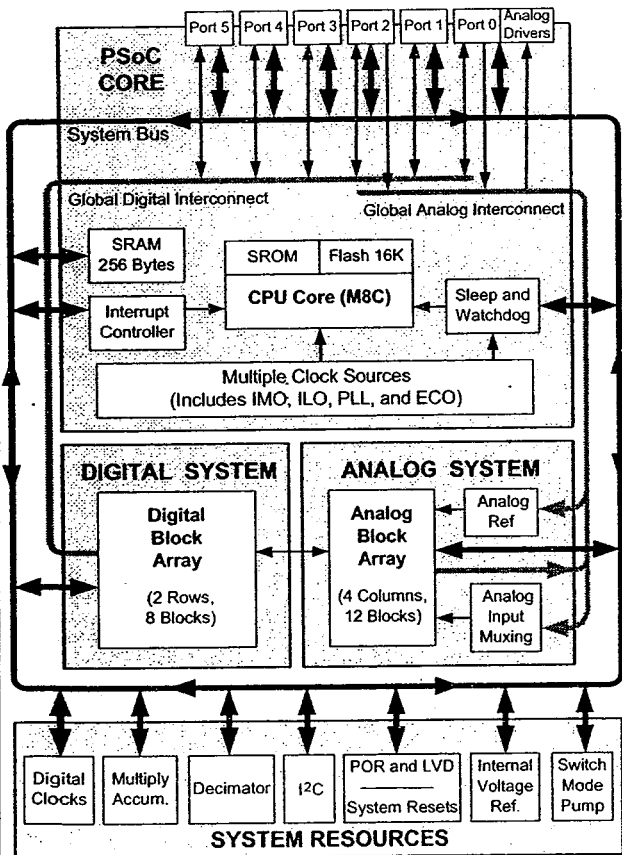 Port 5 Port 4 Port 3 Port 2 Port 1 Port 0 Analog Drivers
PSoC
CORE
System Bus
Global Digital Interconnect
Global Analog Interconnect
SRAM
256 Bytes
SROM
Flash 16K
CPU Core (M8C)
Interrupt
Controller
Sleep and
Watchdog
Multiple Clock Sources
(Includes IMO, ILO, PLL, and ECO)
DIGITAL SYSTEM
Digital
Block
Array
(2 Rows,
8 Blocks)
ANALOG SYSTEM
Analog
Block
Array
(4 Columns,
12 Blocks)
Analog
Ref
Analog
Input
Muxing
Digital
Clocks
Multiply
Accum.
Decimator
I²C
POR and LVD
System Resets
Internal
Voltage
Ref.
Switch
Mode
Pump
SYSTEM RESOURCES